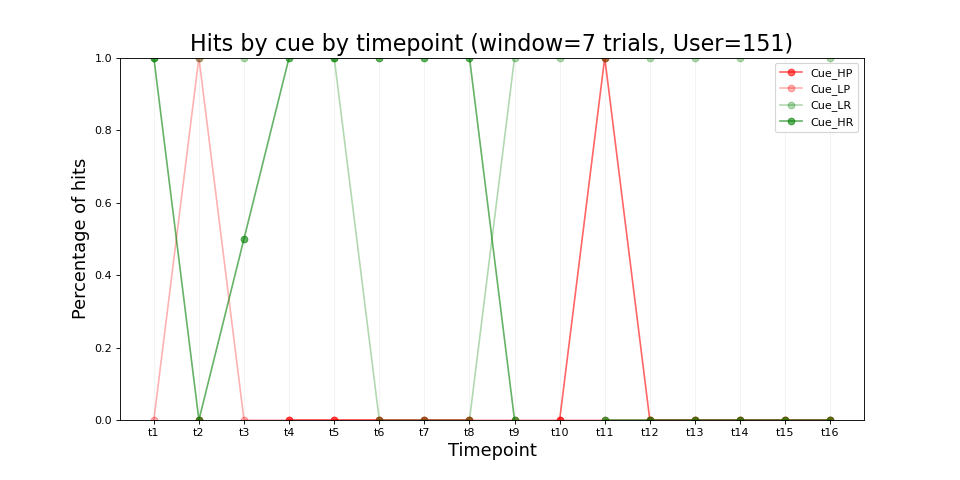 Hits by cue by timepoint (window=7 trials, User=151)
Percentage of hits
1.0
0.8
0.6
0.4
0.2
0.0
Cue_HP
Cue_LP
Cue_LR
Cue_HR
t1 t2 t3 t4 t5 t6 t7 t8 t9 t10 t11 t12 t13 t14 t15 t16
Timepoint